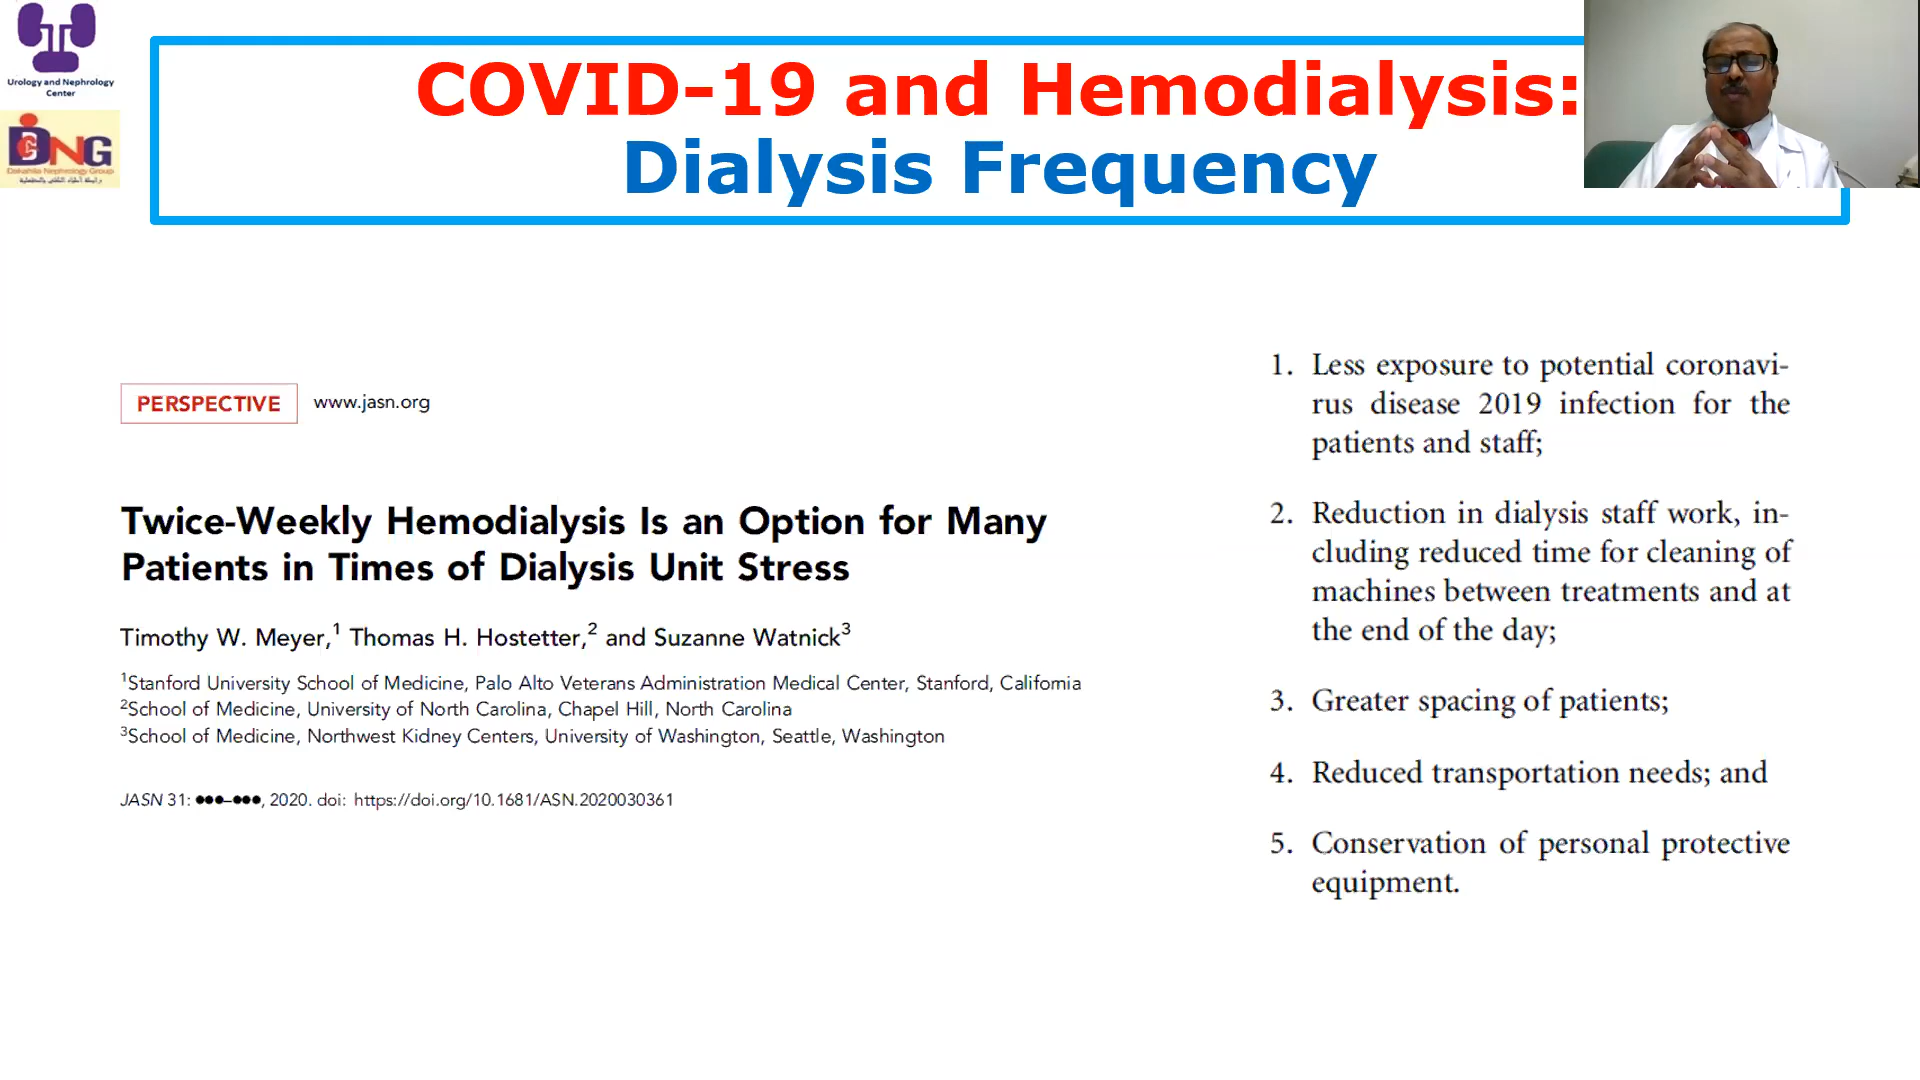 Urology and Nephrology
Center
DNG
Dakahlia Nephrology Group
COVID-19 and Hemodialysis:
Dialysis Frequency
PERSPECTIVE www.jasn.org
Twice-Weekly Hemodialysis Is an Option for Many
Patients in Times of Dialysis Unit Stress
Timothy W. Meyer,1 Thomas H. Hostetter,2 and Suzanne Watnick3
1Stanford University School of Medicine, Palo Alto Veterans Administration Medical Center, Stanford, California
2School of Medicine, University of North Carolina, Chapel Hill, North Carolina
3School of Medicine, Northwest Kidney Centers, University of Washington, Seattle, Washington
JASN 31: ●●●–●●●, 2020. doi: https://doi.org/10.1681/ASN.2020030361
1. Less exposure to potential coronavi-
rus disease 2019 infection for the
patients and staff;
2. Reduction in dialysis staff work, in-
cluding reduced time for cleaning of
machines between treatments and at
the end of the day;
3. Greater spacing of patients;
4. Reduced transportation needs; and
5. Conservation of personal protective
equipment.